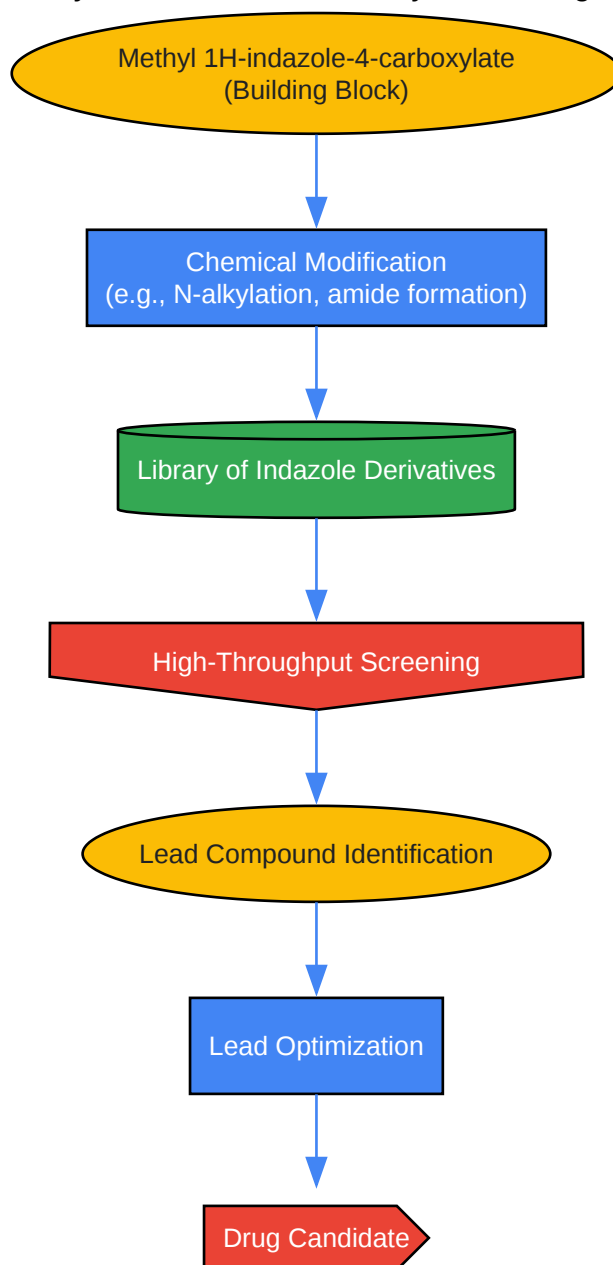 Methyl 1H-indazole-4-carboxylate
(Building Block)
Chemical Modification
(e.g., N-alkylation, amide formation)
Library of Indazole Derivatives
High-Throughput Screening
Lead Compound Identification
Lead Optimization
Drug Candidate